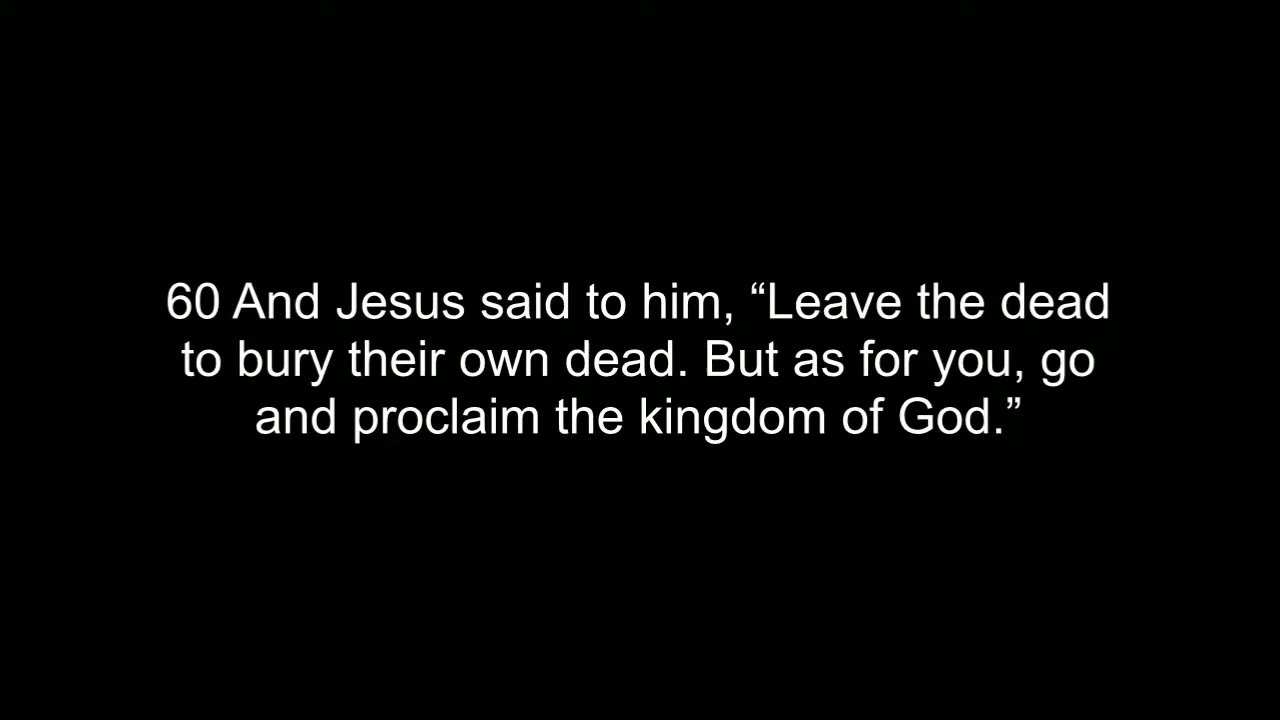 60 And Jesus said to him, “Leave the dead
to bury their own dead. But as for you, go
and proclaim the kingdom of God.”